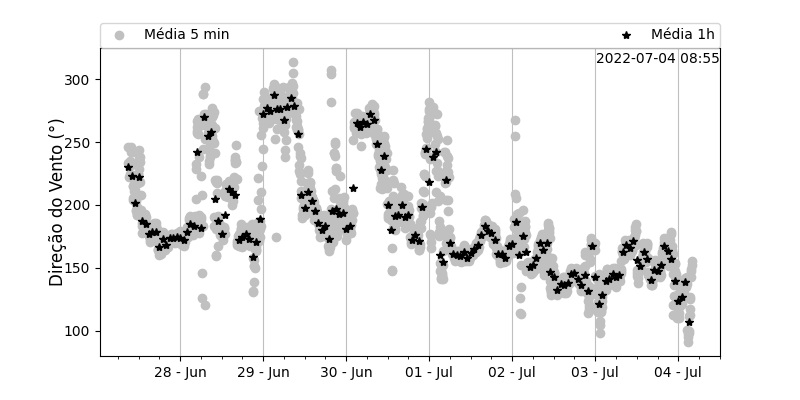 Média 5 min
Média 1h
2022-07-04 08:55
Direção do Vento (°)
300
250
200
150
100
28 - Jun
29 - Jun
30 - Jun
01 - Jul
02 - Jul
03 - Jul
04 - Jul